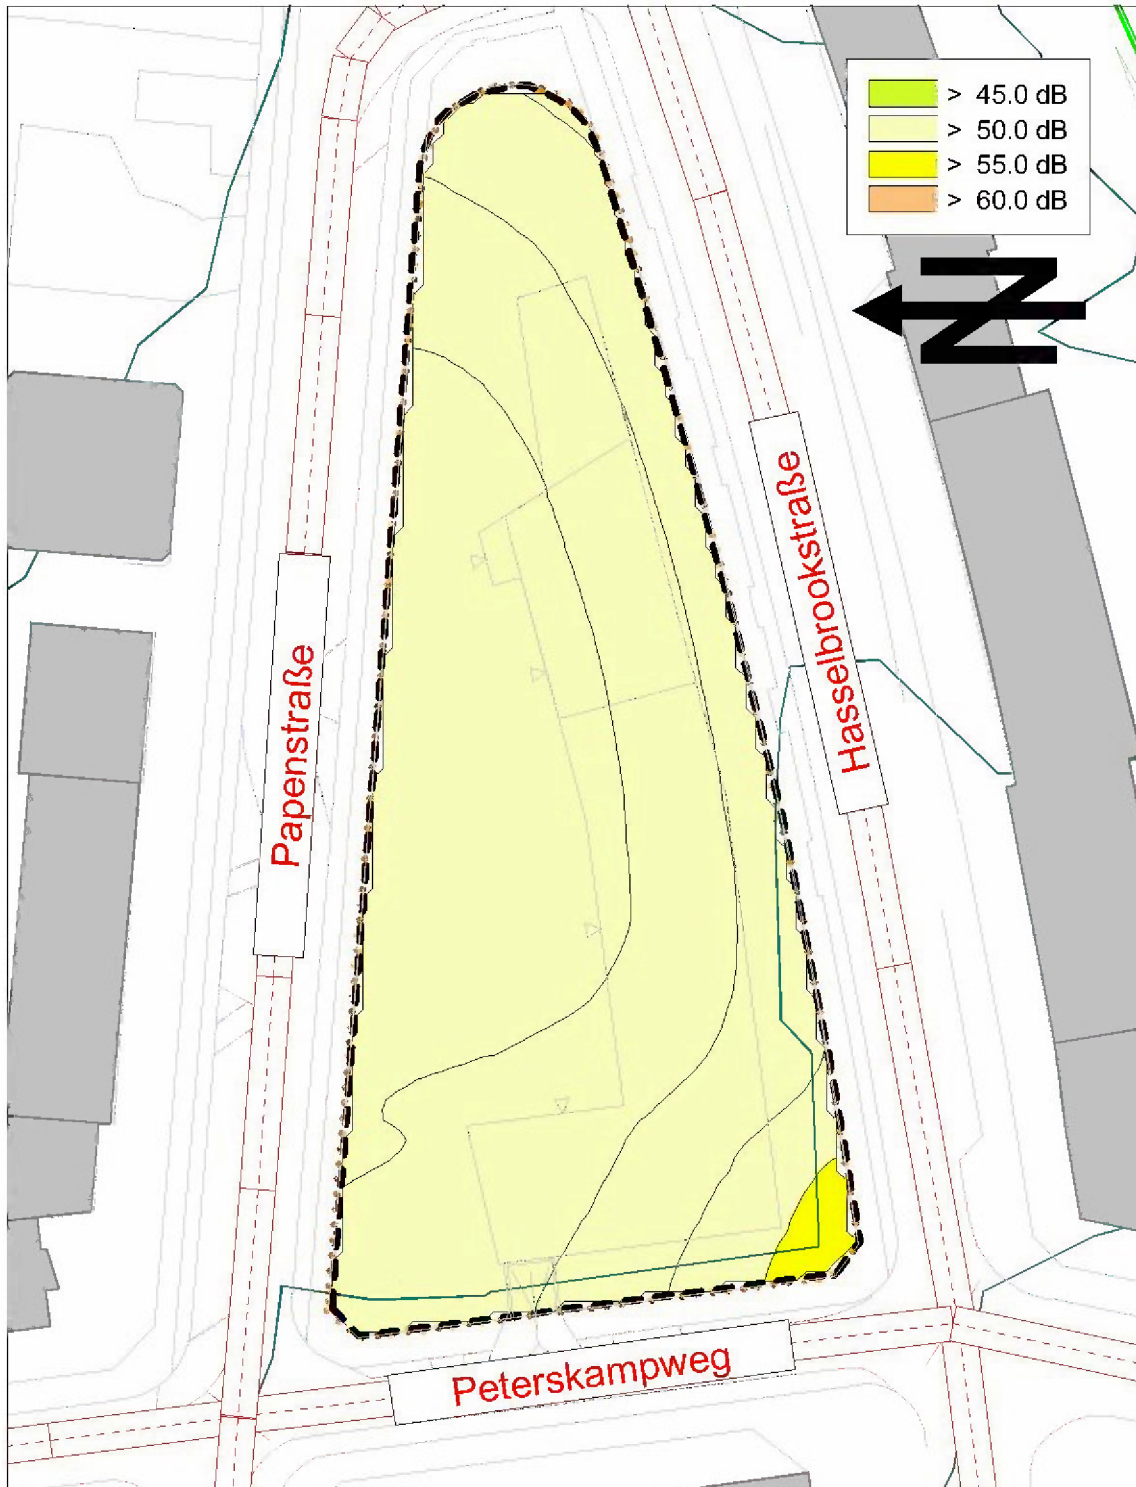 > 45.0 dB
> 50.0 dB
> 55.0 dB
> 60.0 dB
N
Papenstraße
Hasselbrookstraße
Peterskampweg